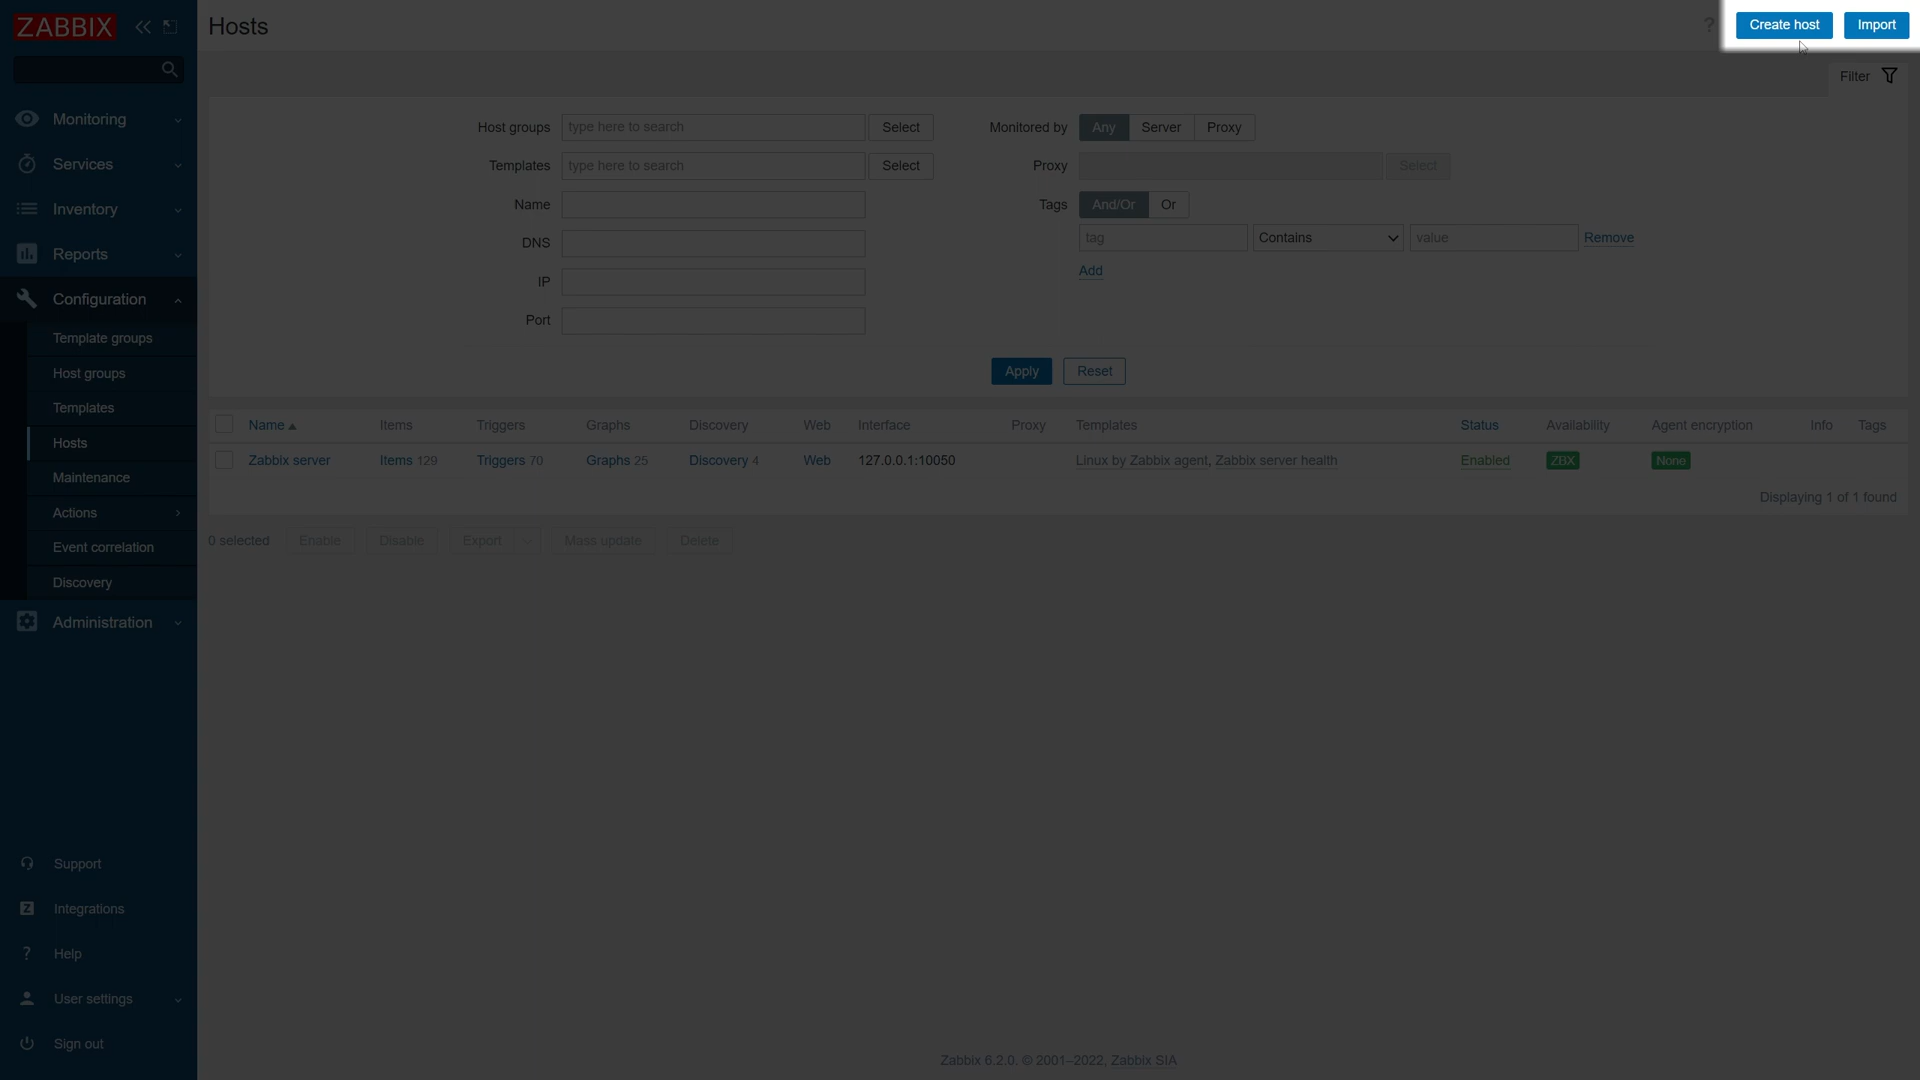 ZABBIX
Hosts
?
Create host
Import
Filter
Monitoring
Services
Inventory
Reports
Configuration
Template groups
Host groups
Templates
Hosts
Maintenance
Actions
Event correlation
Discovery
Administration
Support
Z Integrations
? Help
User settings
Sign out
Host groups type here to search Select
Templates type here to search Select
Name
DNS
IP
Port
Monitored by Any Server Proxy
Proxy Select
Tags And/Or Or
tag Contains value Remove
Add
Apply Reset
Name Items Triggers Graphs Discovery Web Interface Proxy Templates Status Availability Agent encryption Info Tags
Zabbix server Items 129 Triggers 70 Graphs 25 Discovery 4 Web 127.0.0.1:10050 Linux by Zabbix agent, Zabbix server health Enabled ZBX None
Displaying 1 of 1 found
0 selected Enable Disable Export Mass update Delete
Zabbix 6.2.0. © 2001–2022, Zabbix SIA